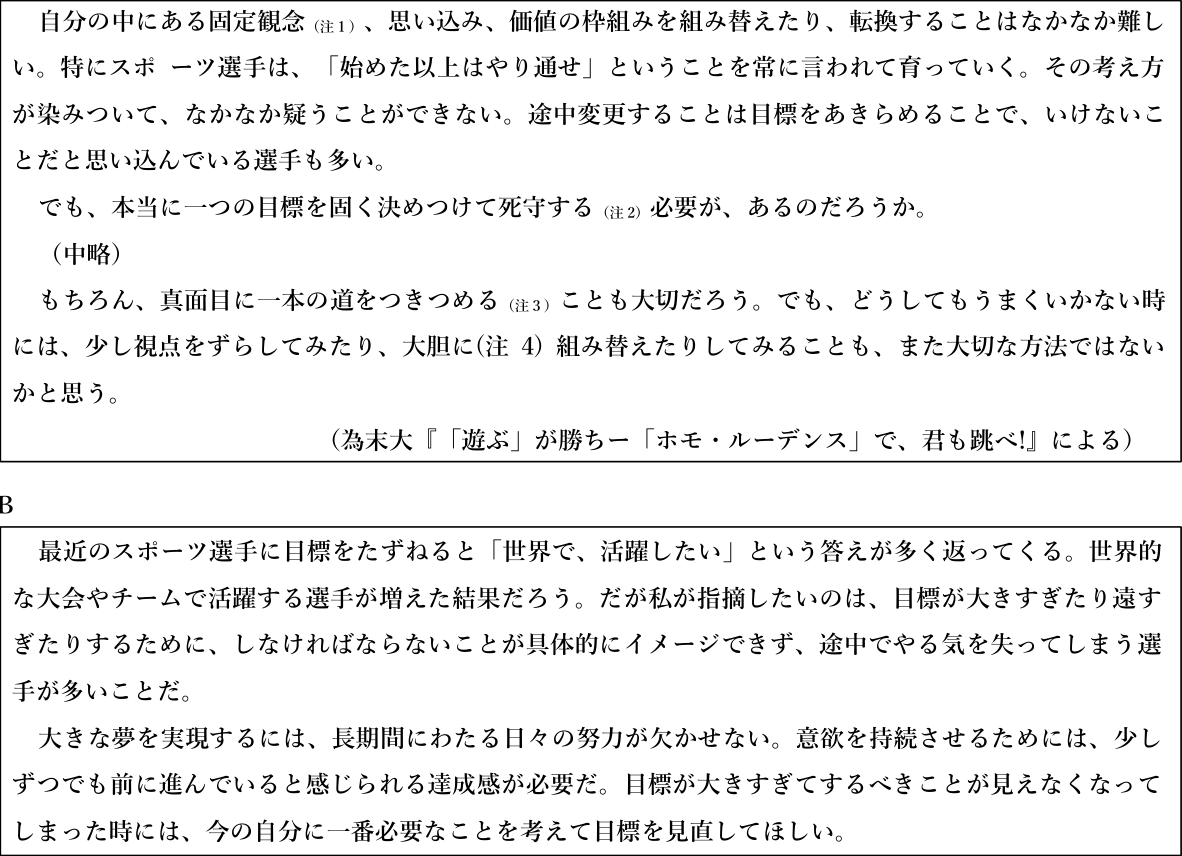 自分の中にある固定観念（注1）、思い込み、価値の枠組みを組み替えたり、転換することはなかなか難し
い。特にスポ ーツ選手は、「始めた以上はやり通せ」ということを常に言われて育っていく。その考え方
が染みついて、なかなか疑うことができない。途中変更することは目標をあきらめることで、いけないこ
とだと思い込んでいる選手も多い。
でも、本当に一つの目標を固く決めつけて死守する（注2）必要が、あるのだろうか。
（中略）
もちろん、真面目に一本の道をつきつめる（注3）ことも大切だろう。でも、どうしてもうまくいかない時
には、少し視点をずらしてみたり、大胆に(注 4) 組み替えたりしてみることも、また大切な方法ではない
かと思う。
（為末大『「遊ぶ」が勝ちー「ホモ・ルーデンス」で、君も跳べ!』による）
B
最近のスポーツ選手に目標をたずねると「世界で、活躍したい」という答えが多く返ってくる。世界的
な大会やチームで活躍する選手が増えた結果だろう。だが私が指摘したいのは、目標が大きすぎたり遠す
ぎたりするために、しなければならないことが具体的にイメージできず、途中でやる気を失ってしまう選
手が多いことだ。
大きな夢を実現するには、長期間にわたる日々の努力が欠かせない。意欲を持続させるためには、少し
ずつでも前に進んでいると感じられる達成感が必要だ。目標が大きすぎてするべきことが見えなくなって
しまった時には、今の自分に一番必要なことを考えて目標を見直してほしい。